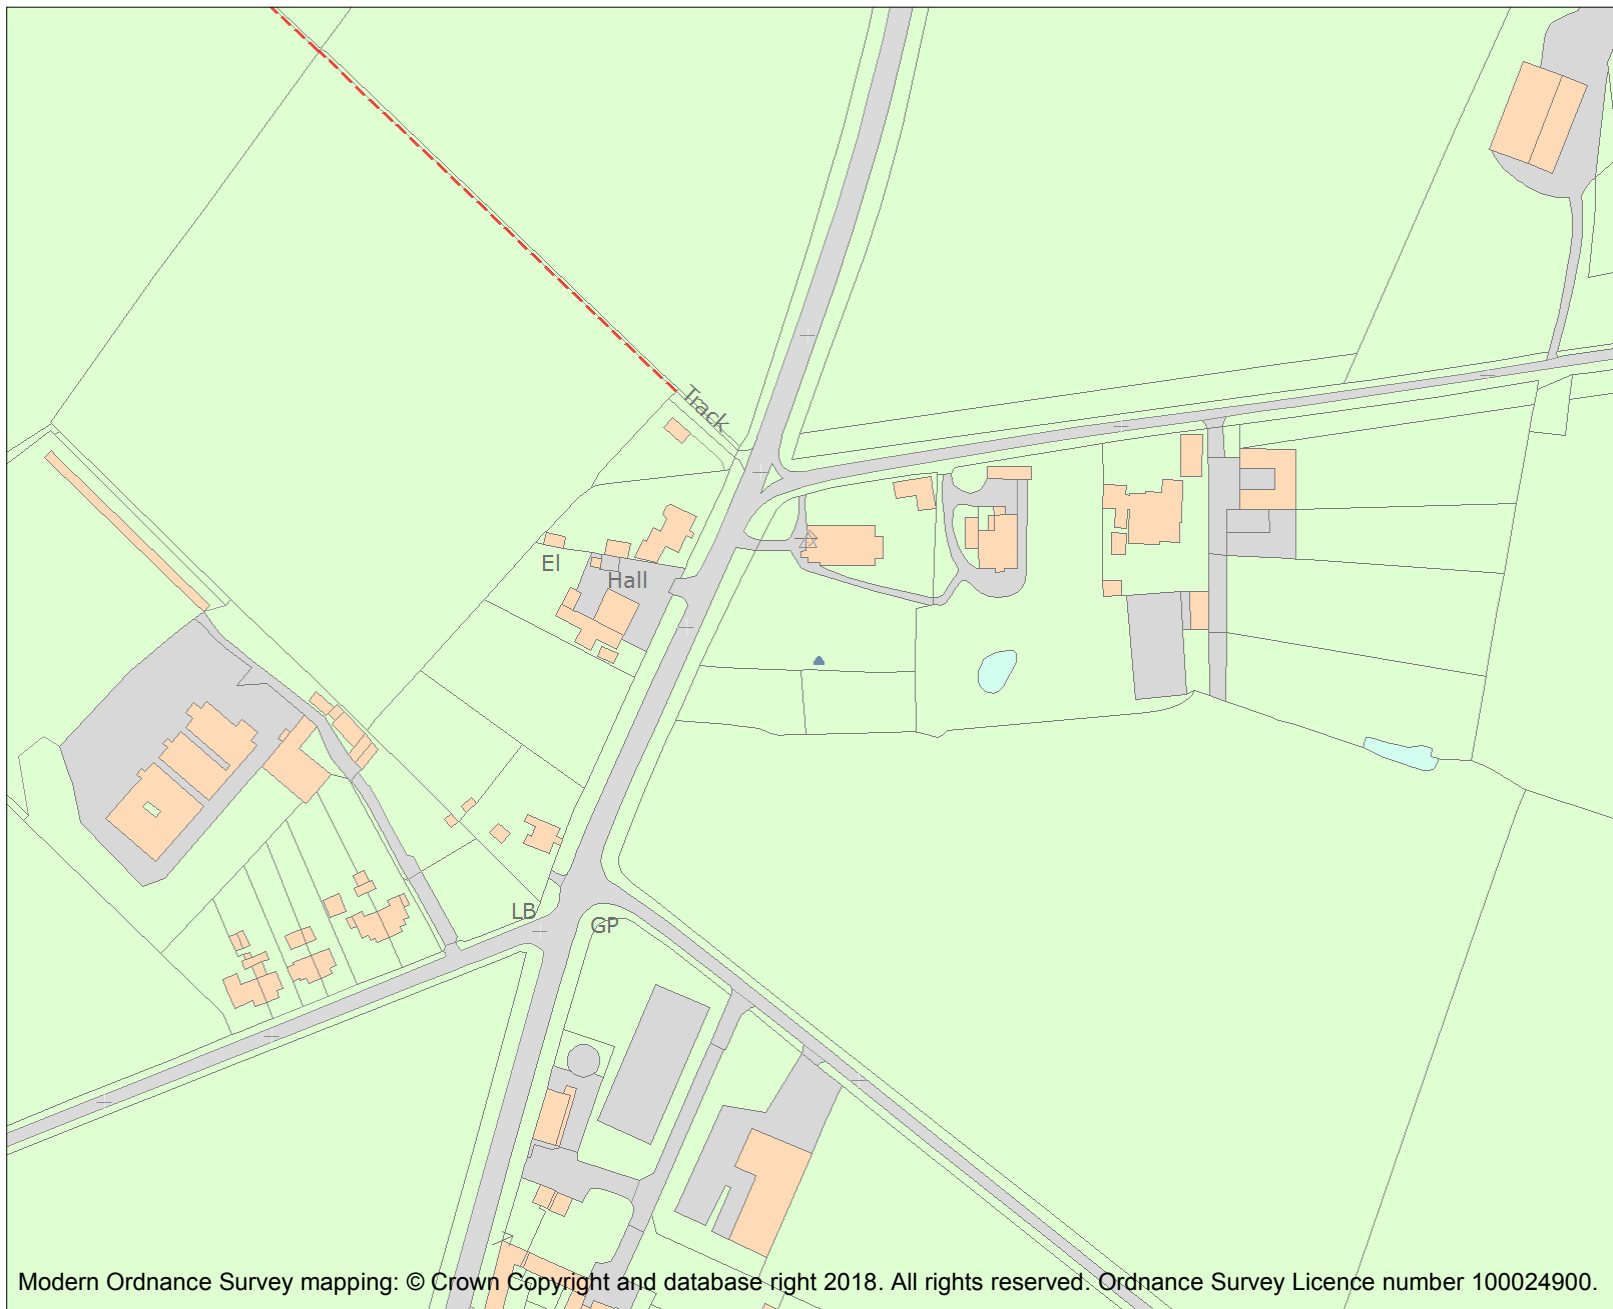 Track
El
Hall
LB
GP
Modern Ordnance Survey mapping: © Crown Copyright and database right 2018. All rights reserved. Ordnance Survey Licence number 100024900.